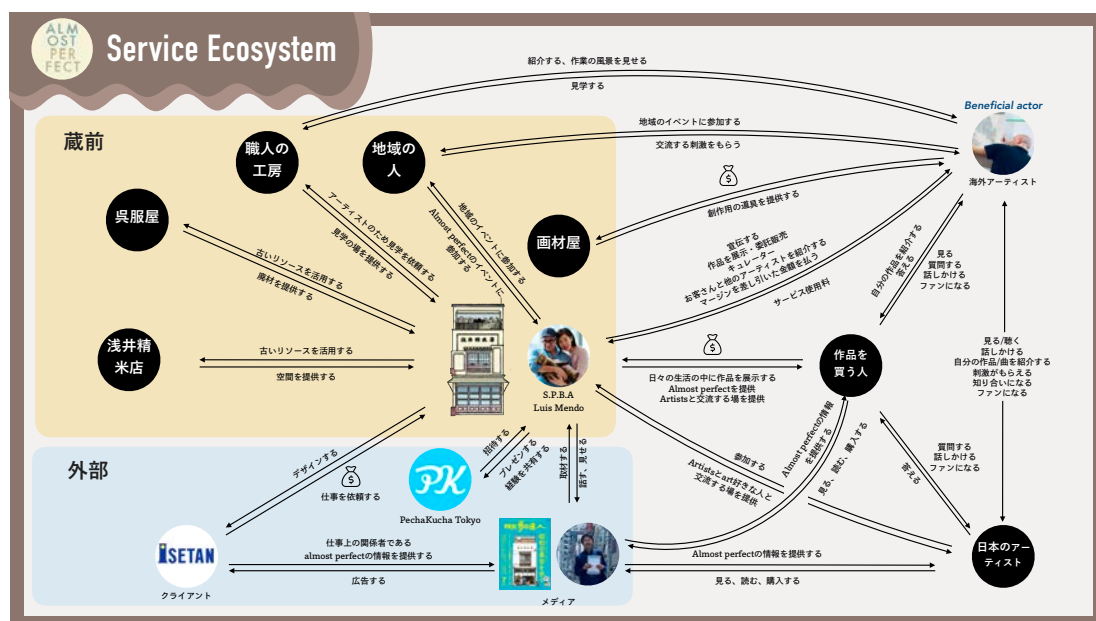 ALM
OST
PER
FECT
Service Ecosystem
紹介する、作業の風景を見せる
見学する
Beneficial actor
海外アーティスト
蔵前
職人の
工房
地域の
人
地域のイベントに参加する
交流する刺激をもらう
呉服屋
画材屋
創作用の道具を提供する
アーティストのため見学を依頼する
見学の場を提供する
地域のイベントに参加する
Almost perfectのイベントに
参加する
古いリソースを活用する
廃材を提供する
宣伝する
作品を展示・委託販売
キュレーター
お客さんと他のアーティストを紹介する
マージンを差し引いた金額を払う
サービス使用料
自分の作品を紹介する
答える
見る
質問する
話しかける
ファンになる
浅井精
米店
古いリソースを活用する
空間を提供する
S.P.B.A
Luis Mendo
日々の生活の中に作品を展示する
Almost perfectを提供
Artistsと交流する場を提供
作品を
買う人
見る/聴く
話しかける
自分の作品/曲を紹介する
刺激がもらえる
知り合いになる
ファンになる
外部
デザインする
仕事を依頼する
招待する
プレゼンする
経験を共有する
取材する
話す、見せる
PK
PechaKucha Tokyo
参加する
Artistsとart好きな人と
交流する場を提供
Almost perfectの情報
を提供する
見る、読む、購入する
質問する
話しかける
ファンになる
答える
ISETAN
クライアント
仕事上の関係者である
almost perfectの情報を提供する
広告する
メディア
Almost perfectの情報を提供する
見る、読む、購入する
日本のアー
ティスト